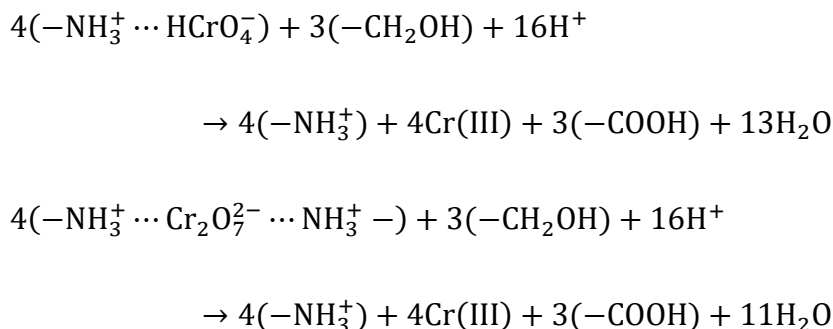 4(−NH₃⁺ ⋯ HCrO₄⁻) + 3(−CH₂OH) + 16H⁺
→ 4(−NH₃⁺) + 4Cr(III) + 3(−COOH) + 13H₂O
4(−NH₃⁺ ⋯ Cr₂O₇²⁻ ⋯ NH₃⁺ −) + 3(−CH₂OH) + 16H⁺
→ 4(−NH₃⁺) + 4Cr(III) + 3(−COOH) + 11H₂O